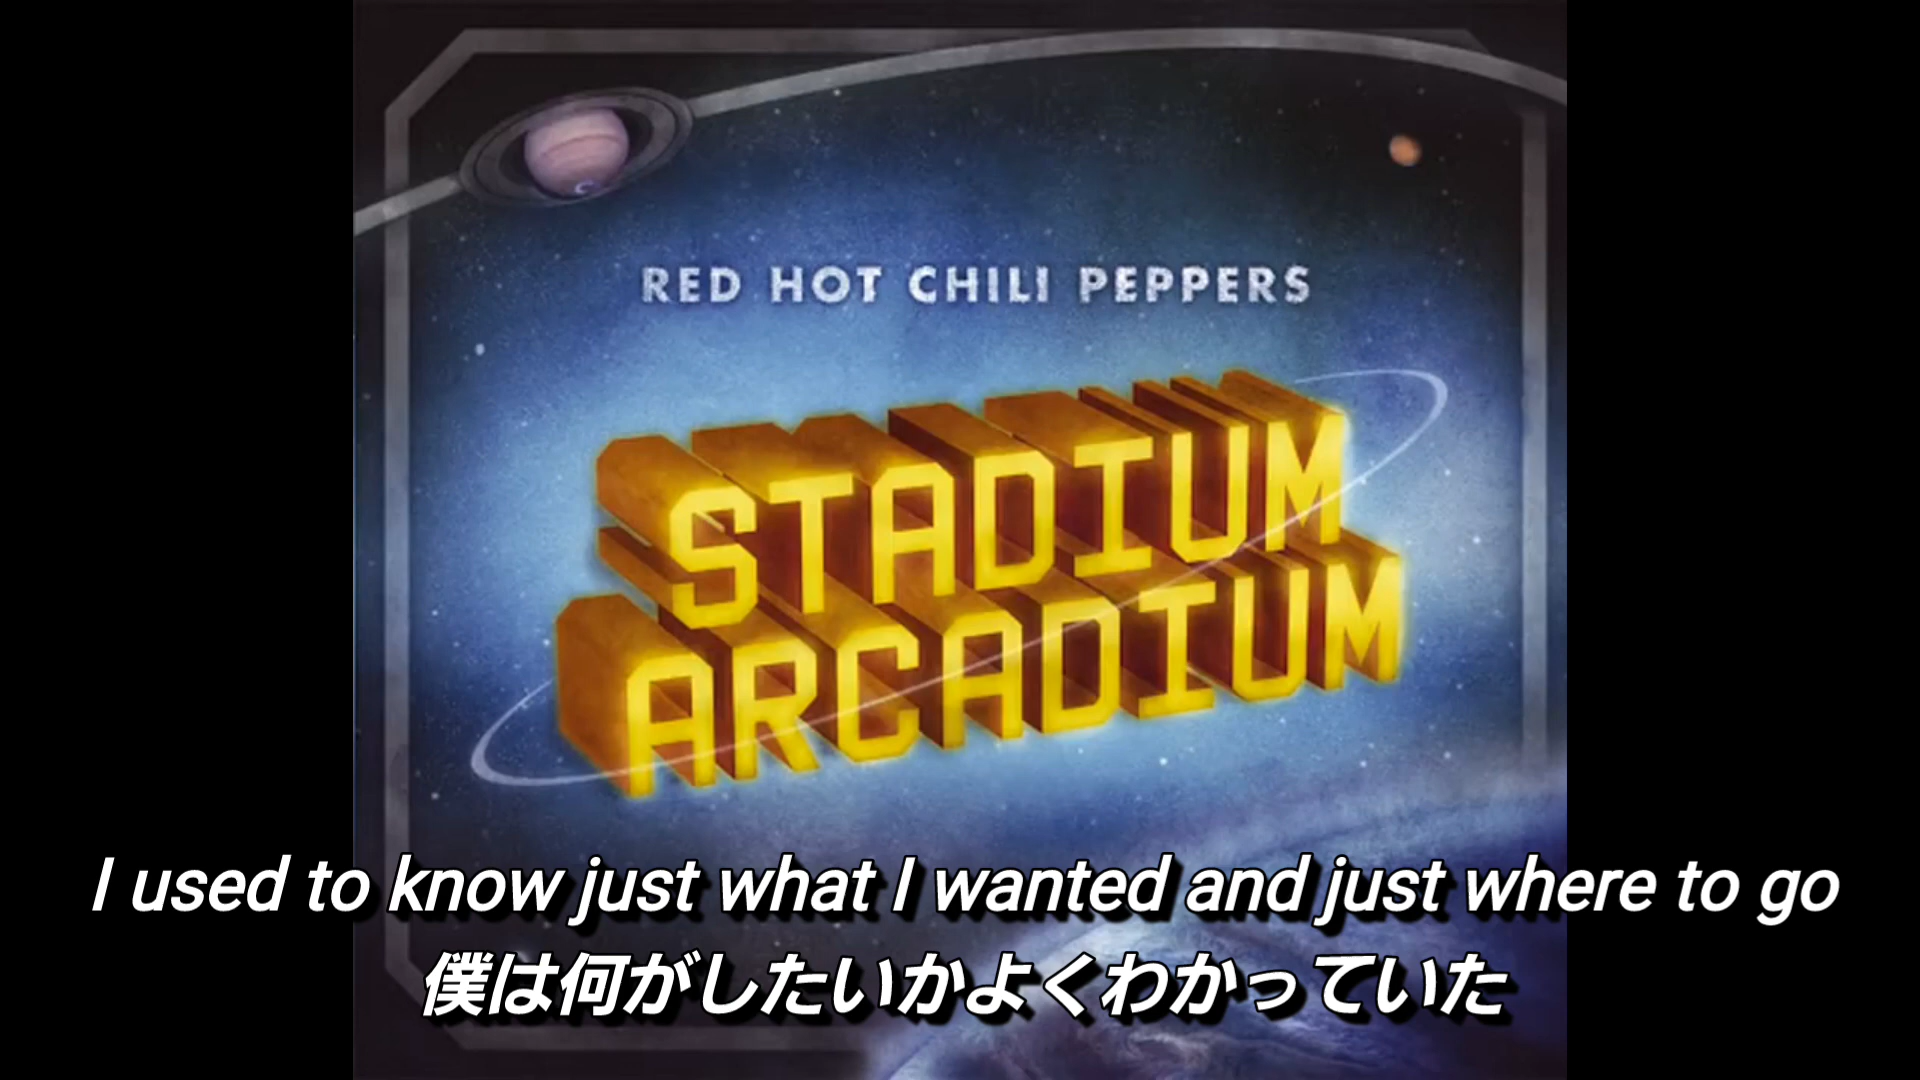 RED HOT CHILI PEPPERS
STADIUM
ARCADIUM
I used to know just what I wanted and just where to go
僕は何がしたいかよくわかっていた